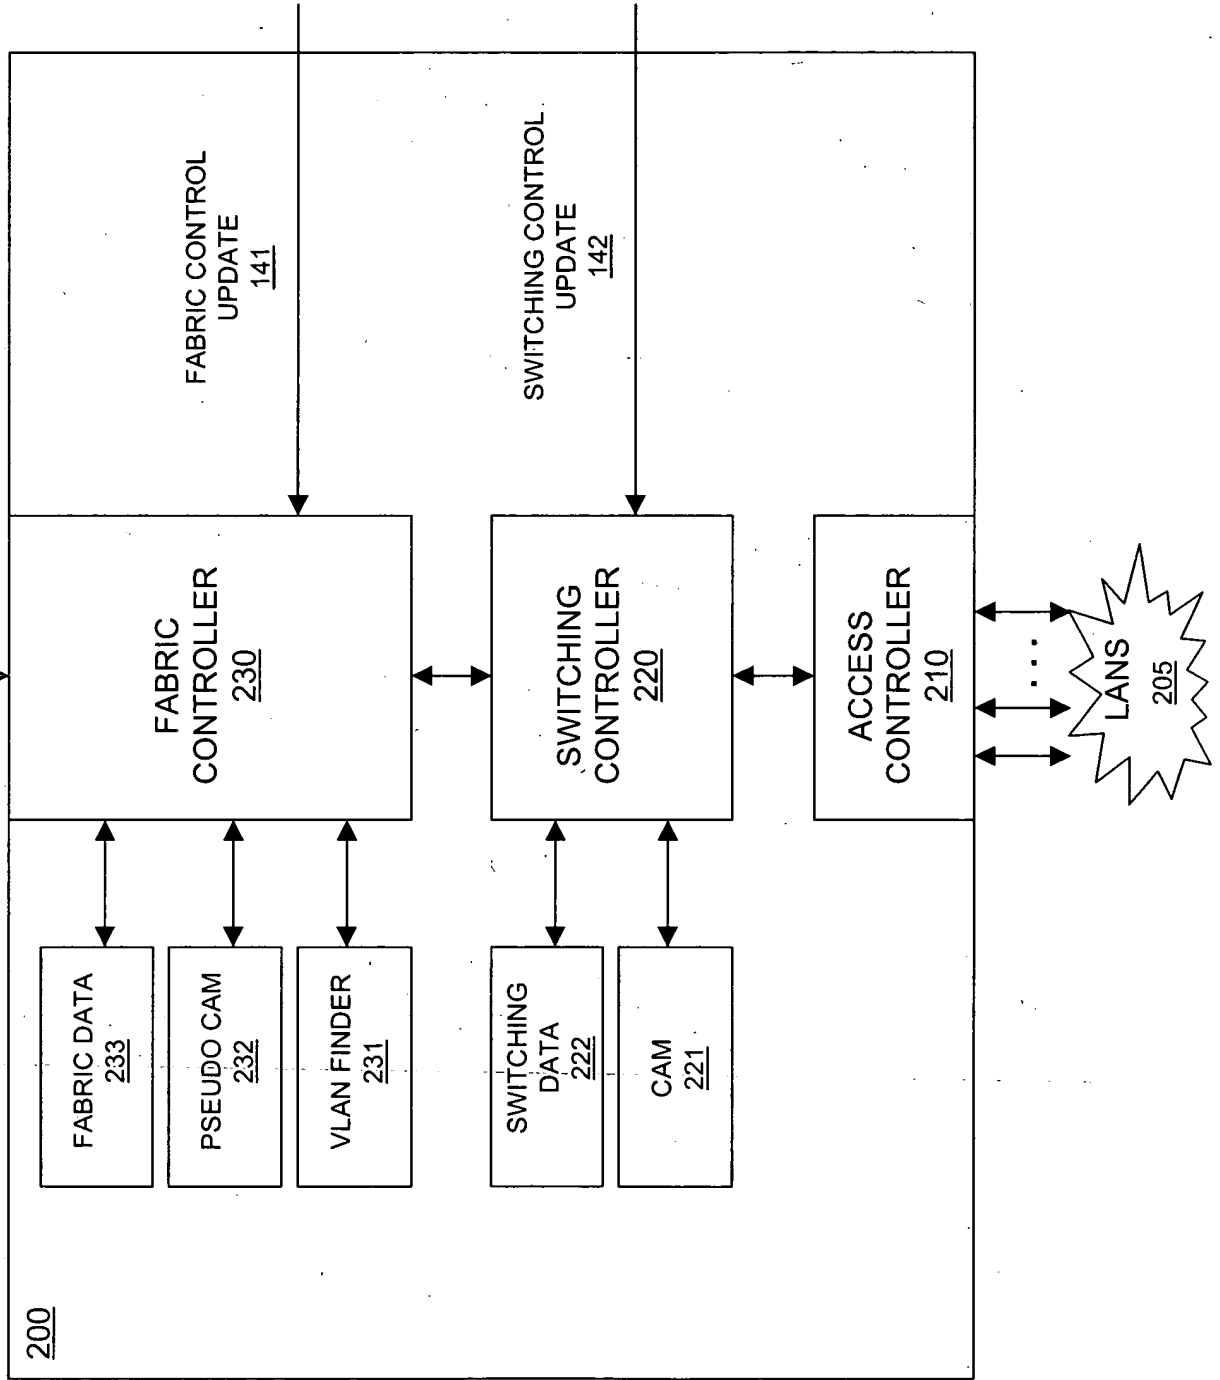 200
FABRIC DATA
233
PSEUDO CAM
232
VLAN FINDER
231
SWITCHING
DATA
222
CAM
221
FABRIC
CONTROLLER
230
SWITCHING
CONTROLLER
220
ACCESS
CONTROLLER
210
LANS
205
FABRIC CONTROL
UPDATE
141
SWITCHING CONTROL
UPDATE
142